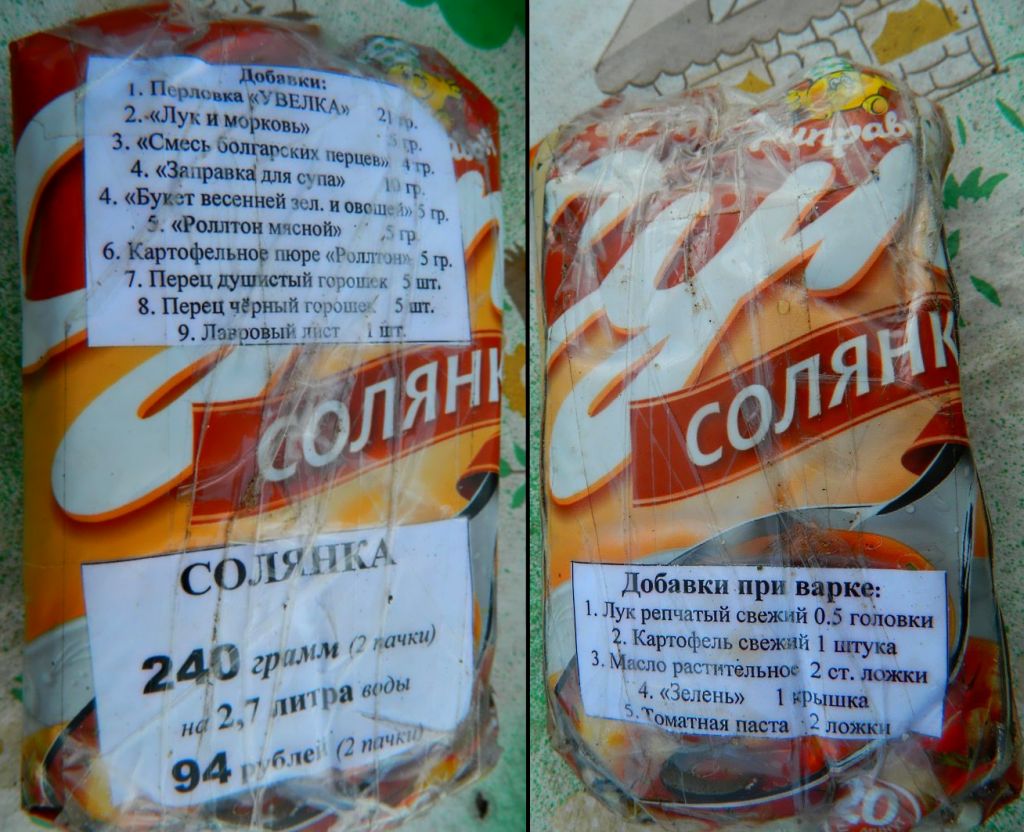 Добавки:
1. Перловка «УВЕЛКА» 21 гр.
2. «Лук и морковь» 5 гр.
3. «Смесь болгарских перцев» 4 гр.
4. «Заправка для супа» 10 гр.
4. «Букет весенней зел. и овощей» 5 гр.
5. «Роллтон мясной» 5 гр.
6. Картофельное пюре «Роллтон» 5 гр.
7. Перец душистый горошек 5 шт.
8. Перец чёрный горошек 5 шт.
9. Лавровый лист 1 шт.
СОЛЯНК
СОЛЯНКА
240 грамм (2 пачки)
на 2,7 литра воды
94 рублей (2 пачки)
Приправ
Суп
СОЛЯНК
Добавки при варке:
1. Лук репчатый свежий 0.5 головки
2. Картофель свежий 1 штука
3. Масло растительное 2 ст. ложки
4. «Зелень» 1 крышка
5. Томатная паста 2 ложки